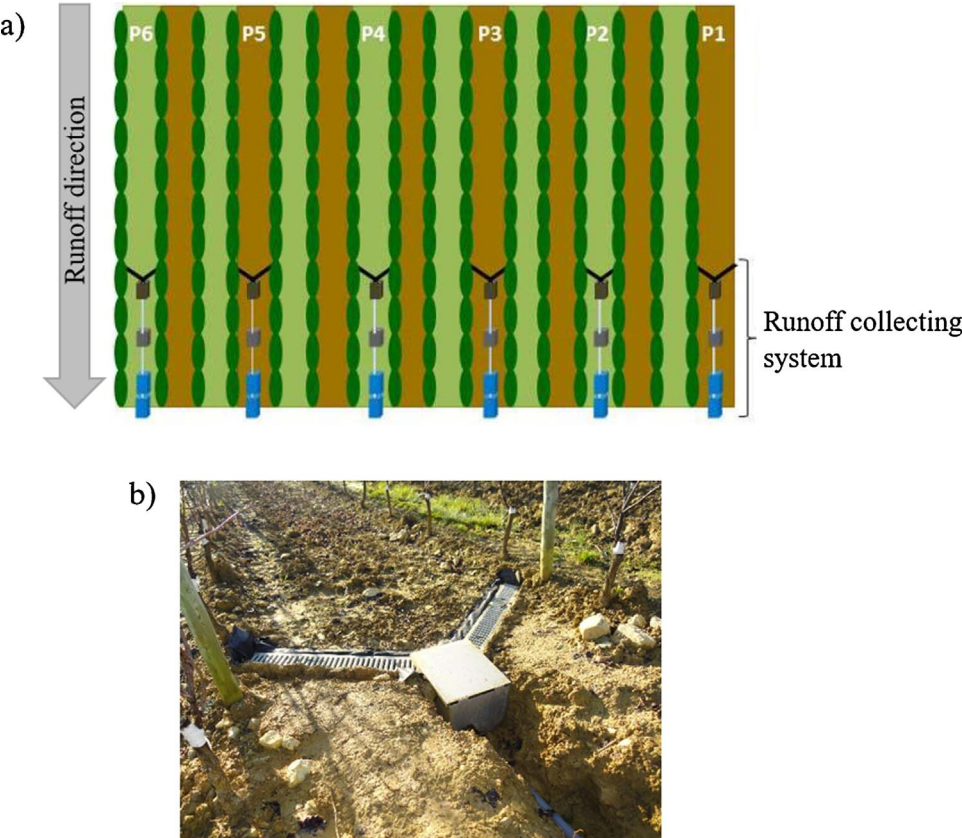 a)
P6 P5 P4 P3 P2 P1
Runoff direction
Runoff collecting
system
b)